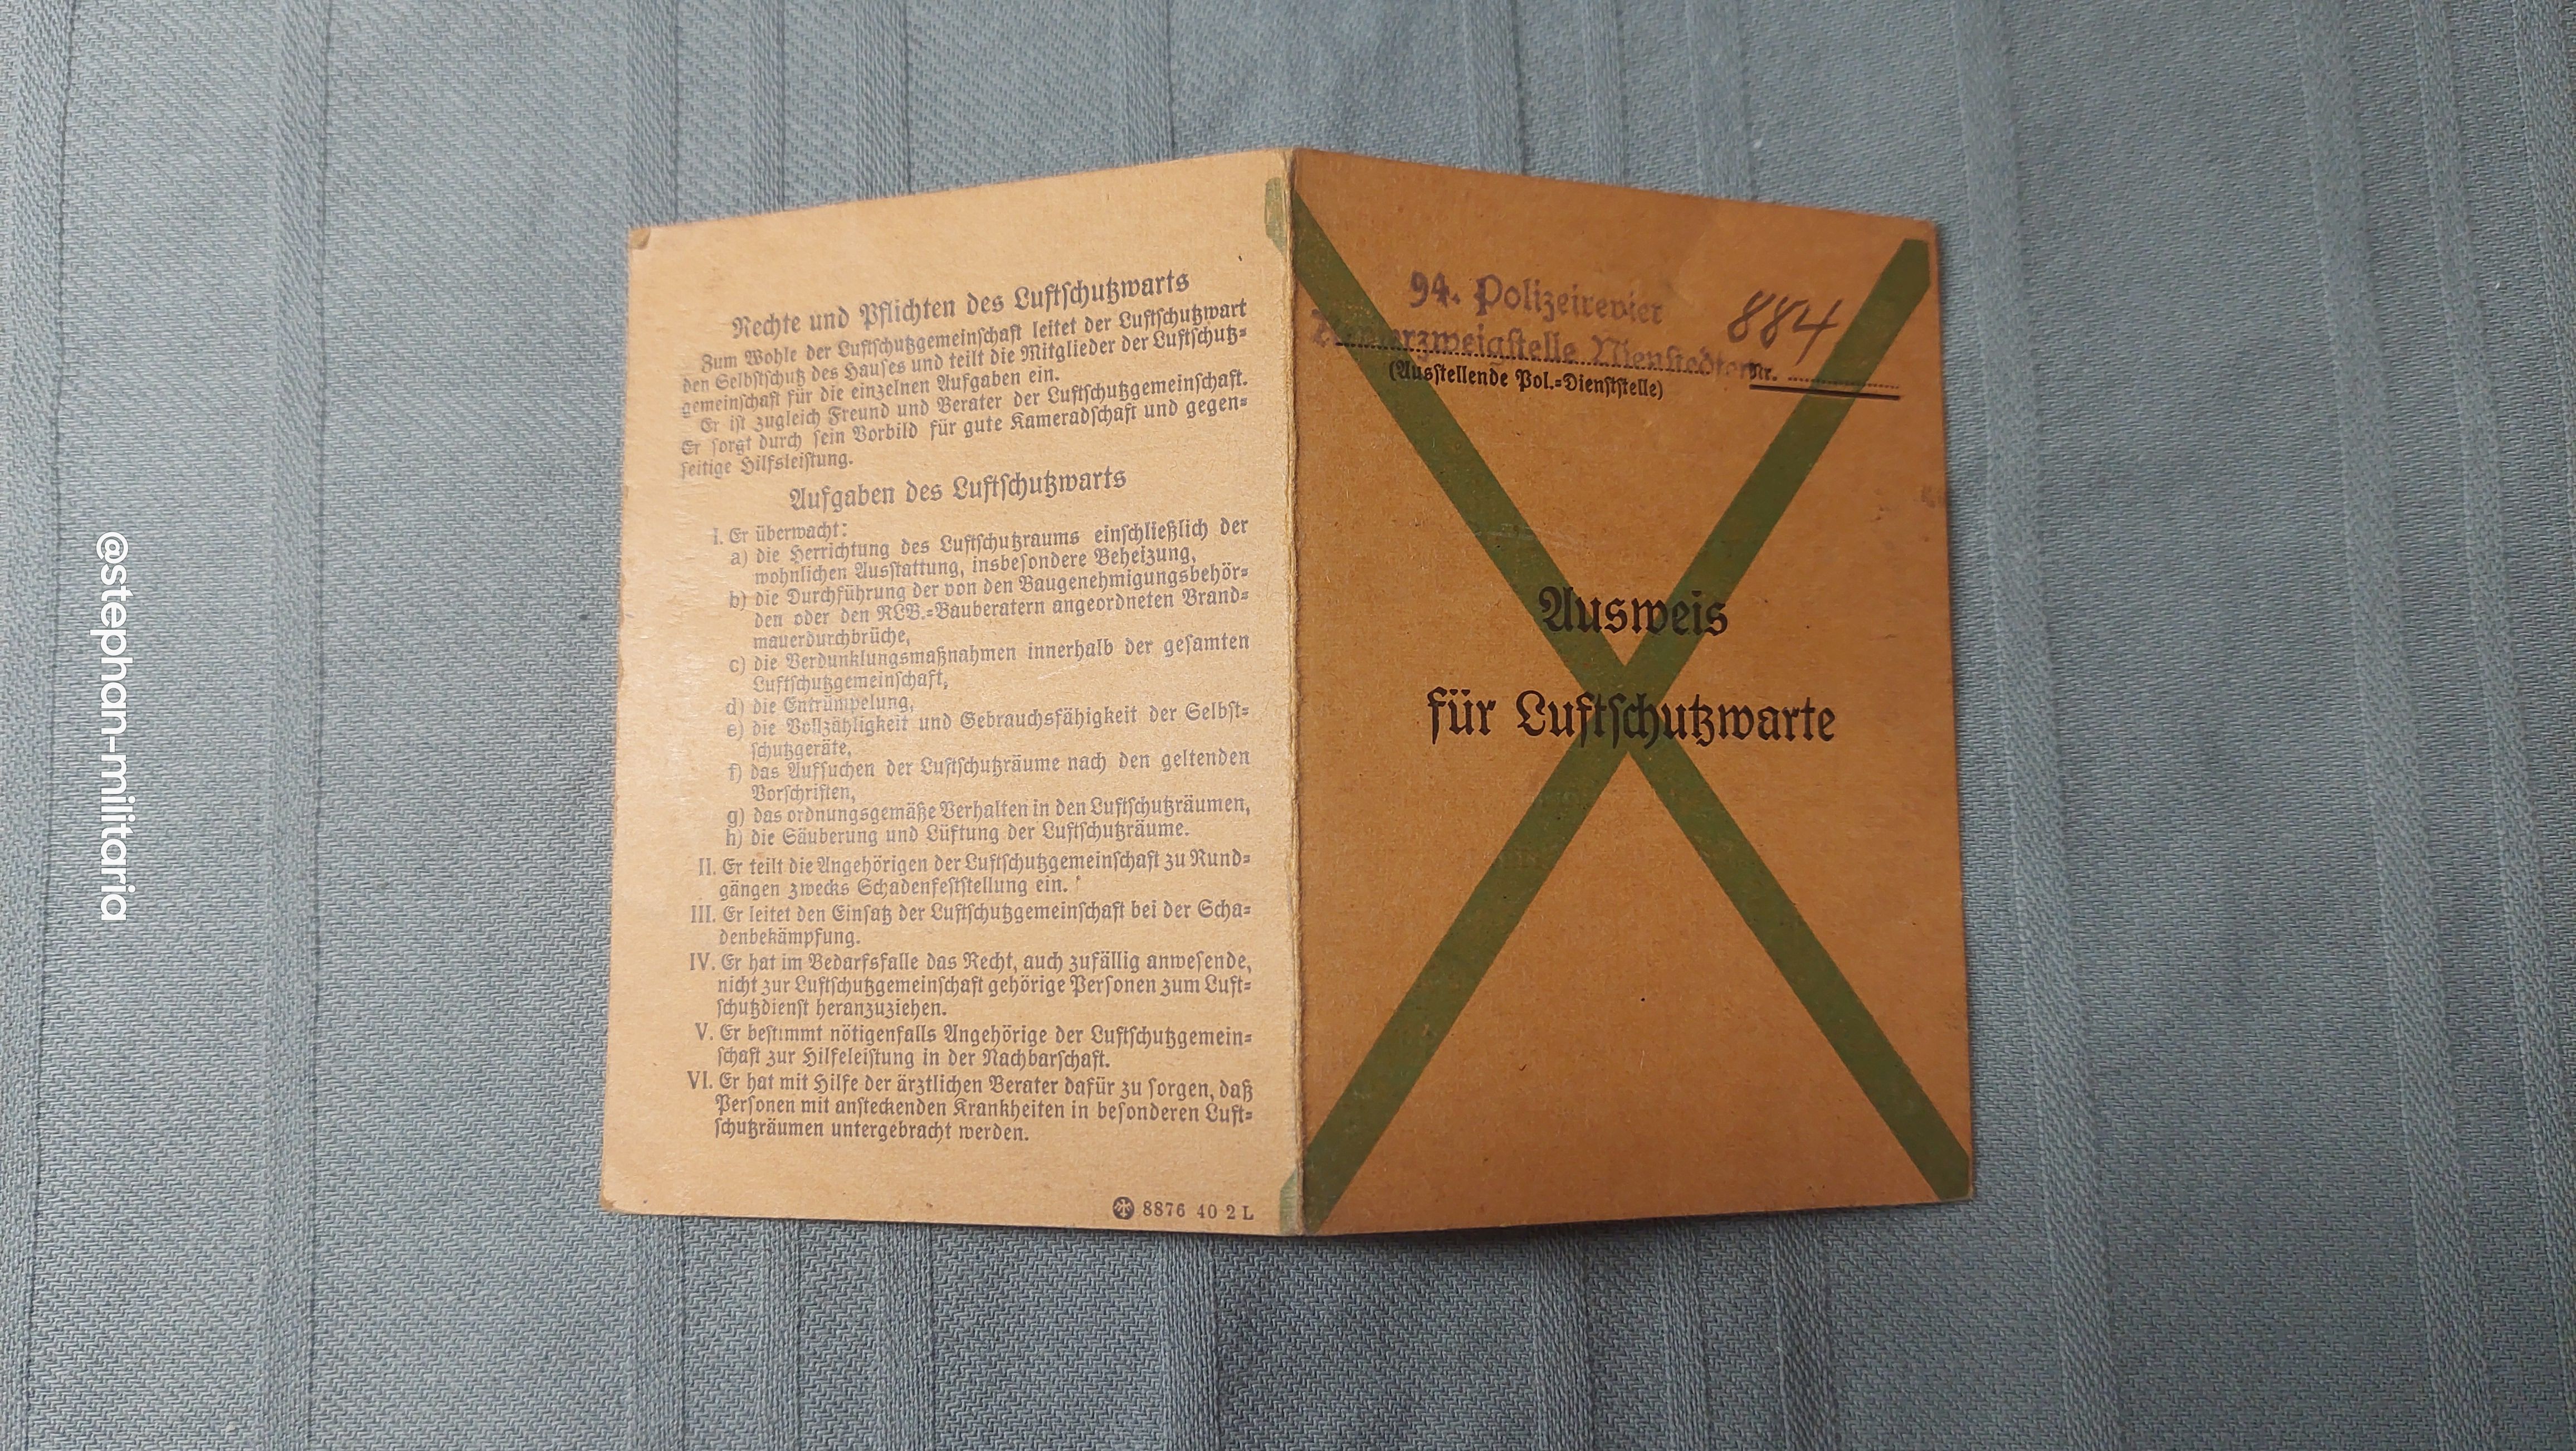 @stephan-militaria
Rechte und Pflichten des Luftschutzwarts
Zum Wohle der Luftschutzgemeinschaft leitet der Luftschutzwart
den Selbstschutz des Hauses und teilt die Mitglieder der Luftschutz-
gemeinschaft für die einzelnen Aufgaben ein.
Er ist zugleich Freund und Berater der Luftschutzgemeinschaft.
Er sorgt durch sein Vorbild für gute Kameradschaft und gegen-
seitige Hilfsleistung.
Aufgaben des Luftschutzwarts
I. Er überwacht:
a) die Herrichtung des Luftschutzraums einschließlich der
wohnlichen Ausstattung, insbesondere Beheizung,
b) die Durchführung der von den Baugenehmigungsbehör-
den oder den RLB.-Bauberatern angeordneten Brand-
mauerdurchbrüche,
c) die Verdunklungsmaßnahmen innerhalb der gesamten
Luftschutzgemeinschaft,
d) die Entrümpelung,
e) die Vollzähligkeit und Gebrauchsfähigkeit der Selbst-
schutzgeräte,
f) das Aufsuchen der Luftschutzräume nach den geltenden
Vorschriften,
g) das ordnungsgemäße Verhalten in den Luftschutzräumen,
h) die Säuberung und Lüftung der Luftschutzräume.
II. Er teilt die Angehörigen der Luftschutzgemeinschaft zu Rund-
gängen zwecks Schadenfeststellung ein.
III. Er leitet den Einsatz der Luftschutzgemeinschaft bei der Scha-
denbekämpfung.
IV. Er hat im Bedarfsfalle das Recht, auch zufällig anwesende,
nicht zur Luftschutzgemeinschaft gehörige Personen zum Luft-
schutzdienst heranzuziehen.
V. Er bestimmt nötigenfalls Angehörige der Luftschutzgemein-
schaft zur Hilfeleistung in der Nachbarschaft.
VI. Er hat mit Hilfe der ärztlichen Berater dafür zu sorgen, daß
Personen mit ansteckenden Krankheiten in besonderen Luft-
schutzräumen untergebracht werden.
8876 40 2 L
94. Polizeirevier
Nienstedten
884
Nr.
(Ausstellende Pol.-Dienststelle)
Ausweis
für Luftschutzwarte